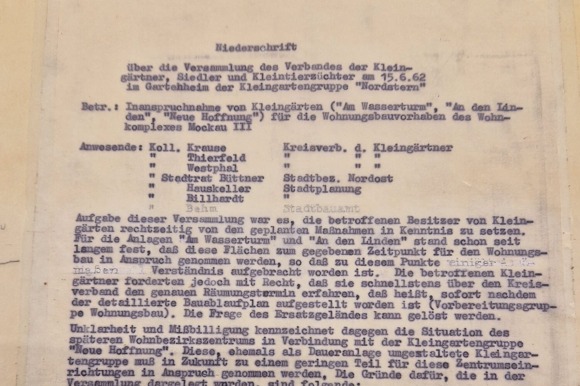 Niederschrift
über die Versammlung des Verbandes der Klein-
gärtner, Siedler und Kleintierzüchter am 15.6.62
im Gartenheim der Kleingartengruppe "Nordstern"
Betr.: Inanspruchnahme von Kleingärten ("Am Wasserturm", "An den Lin-
den", "Neue Hoffnung") für die Wohnungsbauvorhaben des Wohn-
komplexes Mockau III
Anwesende: Koll. Krause Kreisverb. d. Kleingärtner
" Thierfeld " " "
" Westphal " " "
" Stadtrat Büttner Stadtbez. Nordost
" Hauskeller Stadtplanung
" Billhardt "
" Behm Stadtbauamt
Aufgabe dieser Versammlung war es, die betroffenen Besitzer von Klein-
gärten rechtzeitig von den geplanten Maßnahmen in Kenntnis zu setzen.
Für die Anlagen "Am Wasserturm" und "An den Linden" stand schon seit
langem fest, daß diese Flächen zum gegebenen Zeitpunkt für den Wohnungs-
bau in Anspruch genommen werden, so daß zu diesem Punkte
maßen Verständnis aufgebracht worden ist. Die betroffenen Klein-
gärtner forderten jedoch mit Recht, daß sie schnellstens über den Kreis-
verband den genauen Räumungstermin erfahren, daß heißt, sofort nachdem
der detaillierte Bauablaufplan aufgestellt worden ist (Vorbereitungsgrup-
pe Wohnungsbau). Die Frage des Ersatzgeländes kann gelöst werden.
Unklarheit und Mißbilligung kennzeichnet dagegen die Situation des
späteren Wohnbezirkszentrums in Verbindung mit der Kleingartengruppe
"Neue Hoffnung". Diese, ehemals als Daueranlage umgestaltete Kleingar-
tengruppe muß in Zukunft zu einem geringen Teil für diese Zentrumsein-
richtungen in Anspruch genommen werden. Die Gründe dafür, die in der
Versammlung dargelegt wurden, sind folgende: